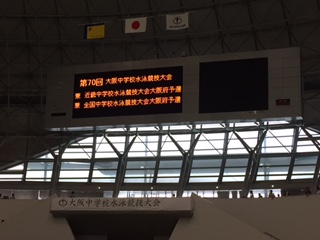 第70回 大阪中学校水泳競技大会
兼 近畿中学校水泳競技大会大阪府予選
兼 全国中学校水泳競技大会大阪府予選
大阪中学校水泳競技大会